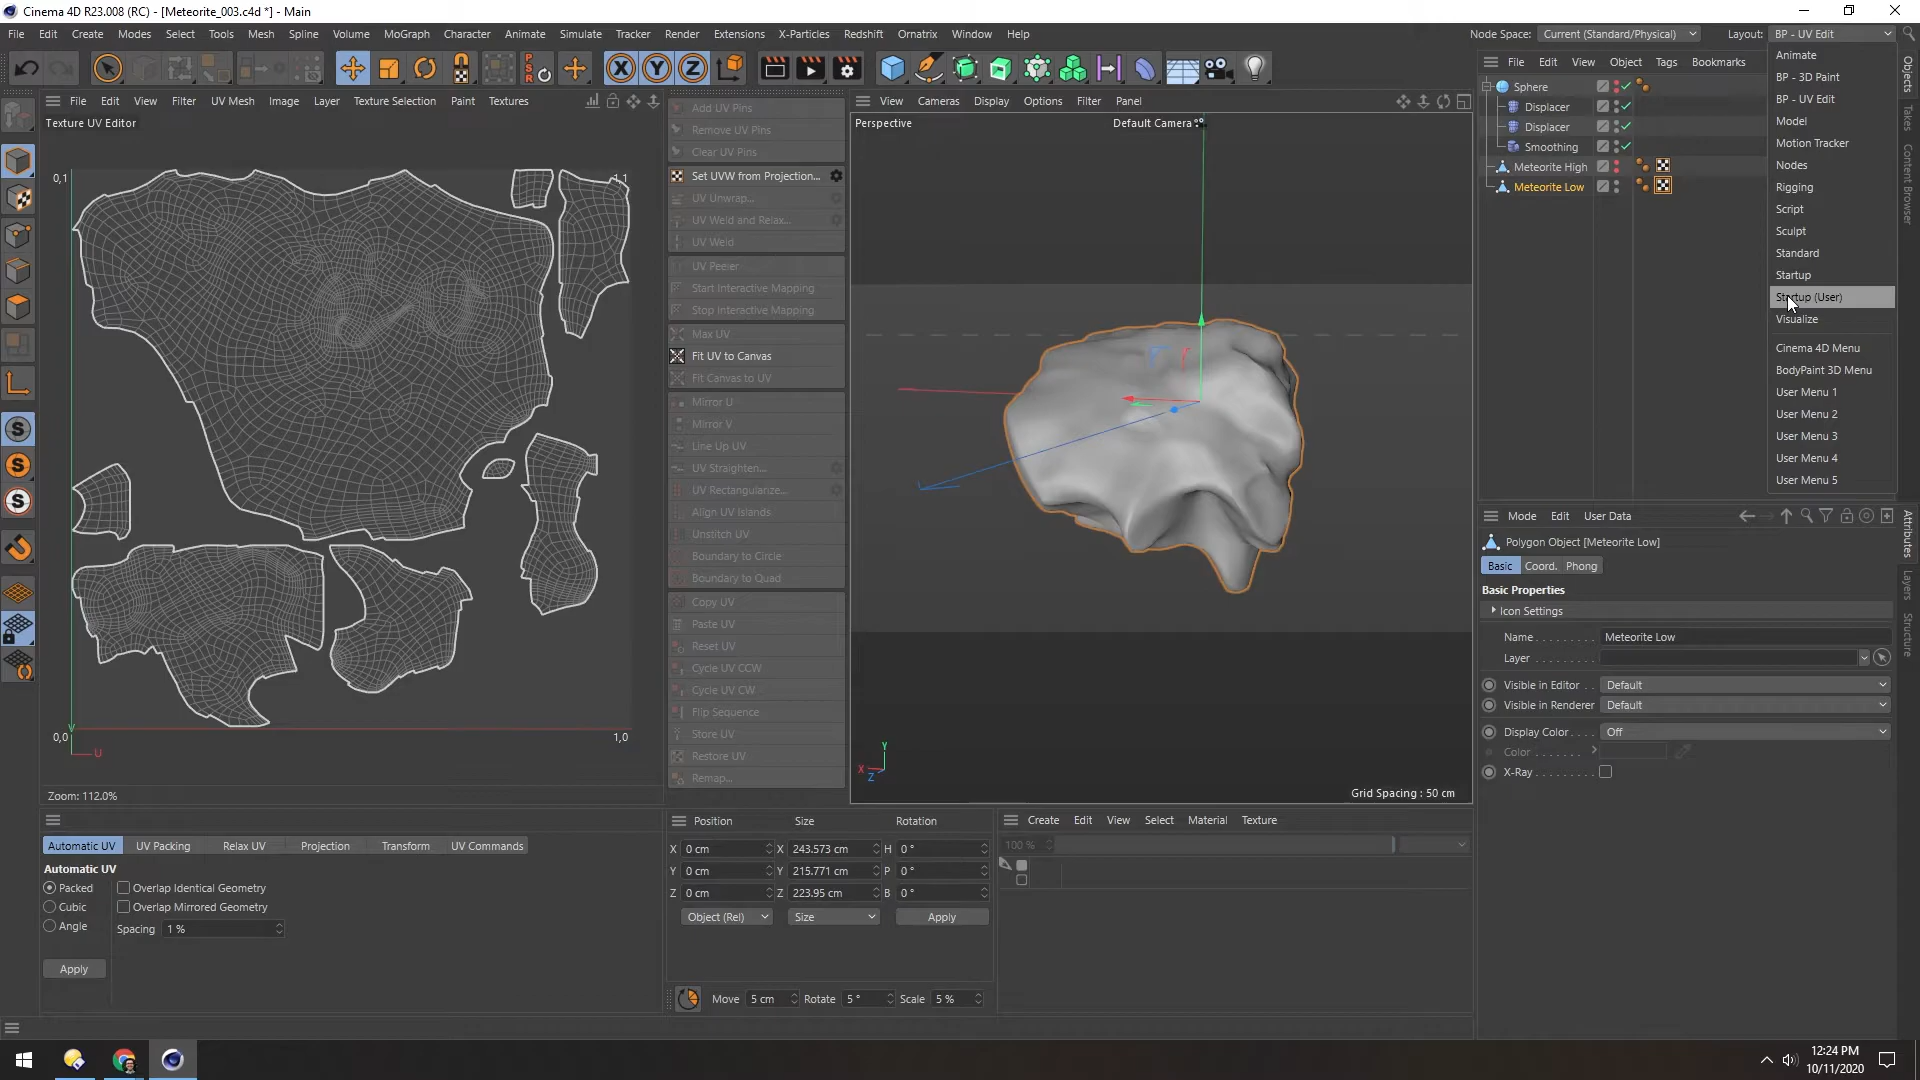 Cinema 4D R23.008 (RC) - [Meteorite_003.c4d *] - Main
File Edit Create Modes Select Tools Mesh Spline Volume MoGraph Character Animate Simulate Tracker Render Extensions X-Particles Redshift Ornatrix Window Help
Node Space: Current (Standard/Physical) Layout: BP - UV Edit
X Y Z
PSR
File Edit View Filter UV Mesh Image Layer Texture Selection Paint Textures
Texture UV Editor
0,1
1,1
0,0
1,0
V
U
Zoom: 112.0%
S
S
S
Add UV Pins
Remove UV Pins
Clear UV Pins
Set UVW from Projection...
UV Unwrap...
UV Weld and Relax...
UV Weld
UV Peeler
Start Interactive Mapping
Stop Interactive Mapping
Max UV
Fit UV to Canvas
Fit Canvas to UV
Mirror U
Mirror V
Line Up UV
UV Straighten...
UV Rectangularize...
Align UV Islands
Unstitch UV
Boundary to Circle
Boundary to Quad
Copy UV
Paste UV
Reset UV
Cycle UV CCW
Cycle UV CW
Flip Sequence
Store UV
Restore UV
Remap...
View Cameras Display Options Filter Panel
Perspective
Default Camera
Y
X
Z
Grid Spacing : 50 cm
File Edit View Object Tags Bookmarks
Sphere
Displacer
Displacer
Smoothing
Meteorite High
Meteorite Low
Animate
BP - 3D Paint
BP - UV Edit
Model
Motion Tracker
Nodes
Rigging
Script
Sculpt
Standard
Startup
Startup (User)
Visualize
Cinema 4D Menu
BodyPaint 3D Menu
User Menu 1
User Menu 2
User Menu 3
User Menu 4
User Menu 5
Objects
Takes
Content Browser
Attributes
Layers
Structure
Mode Edit User Data
Polygon Object [Meteorite Low]
Basic Coord. Phong
Basic Properties
Icon Settings
Name . . . . . . . . . Meteorite Low
Layer . . . . . . . . .
Visible in Editor . . Default
Visible in Renderer Default
Display Color . . . Off
Color . . . . . . .
X-Ray . . . . . . . . .
Automatic UV UV Packing Relax UV Projection Transform UV Commands
Automatic UV
Packed Overlap Identical Geometry
Cubic Overlap Mirrored Geometry
Angle Spacing 1 %
Apply
Position Size Rotation
X 0 cm X 243.573 cm H 0 °
Y 0 cm Y 215.771 cm P 0 °
Z 0 cm Z 223.95 cm B 0 °
Object (Rel) Size Apply
Move 5 cm Rotate 5 ° Scale 5 %
Create Edit View Select Material Texture
100 %
12:24 PM
10/11/2020